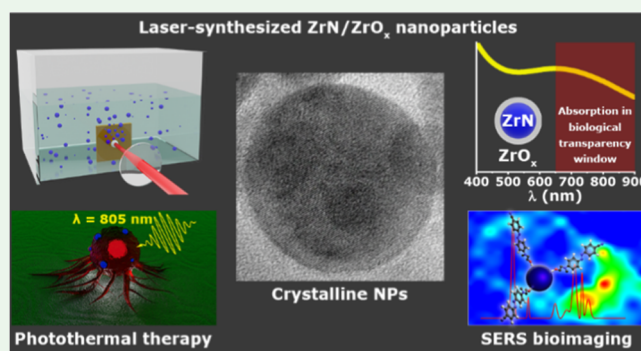 Laser-synthesized ZrN/ZrOₓ nanoparticles
λ = 805 nm
Photothermal therapy
Crystalline NPs
ZrN
ZrOₓ
Absorption in
biological
transparency
window
400 500 600 700 800 900
λ (nm)
SERS bioimaging